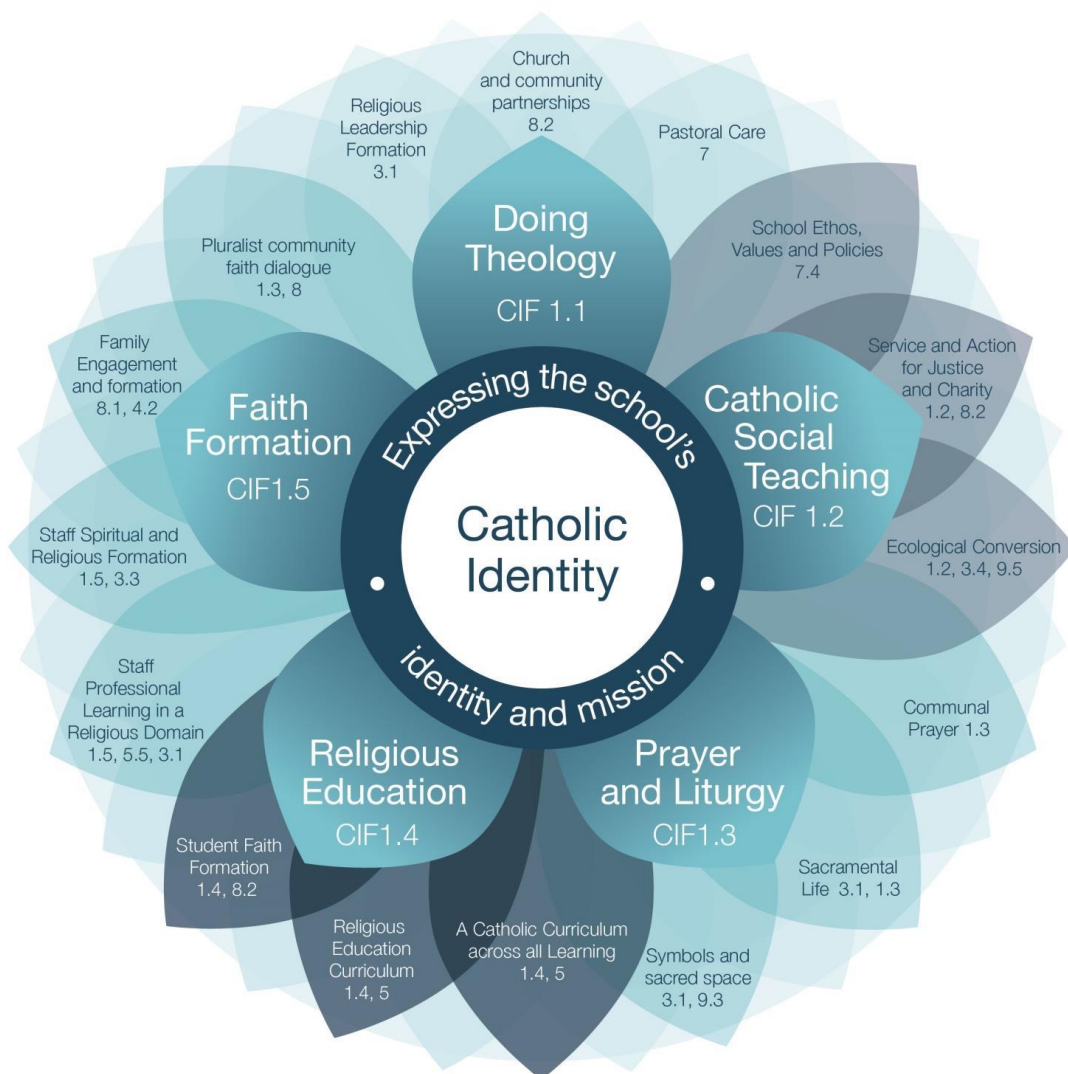 Church
and community
partnerships
8.2
Religious
Leadership
Formation
3.1
Pastoral Care
7
Pluralist community
faith dialogue
1.3, 8
School Ethos,
Values and Policies
7.4
Family
Engagement
and formation
8.1, 4.2
Service and Action
for Justice
and Charity
1.2, 8.2
Staff Spiritual and
Religious Formation
1.5, 3.3
Ecological Conversion
1.2, 3.4, 9.5
Staff
Professional
Learning in a
Religious Domain
1.5, 5.5, 3.1
Communal
Prayer 1.3
Student Faith
Formation
1.4, 8.2
Sacramental
Life 3.1, 1.3
Religious
Education
Curriculum
1.4, 5
A Catholic Curriculum
across all Learning
1.4, 5
Symbols and
sacred space
3.1, 9.3
Doing
Theology
CIF 1.1
Faith
Formation
CIF1.5
Catholic
Social
Teaching
CIF 1.2
Religious
Education
CIF1.4
Prayer
and Liturgy
CIF1.3
Expressing the school's
identity and mission
Catholic
Identity